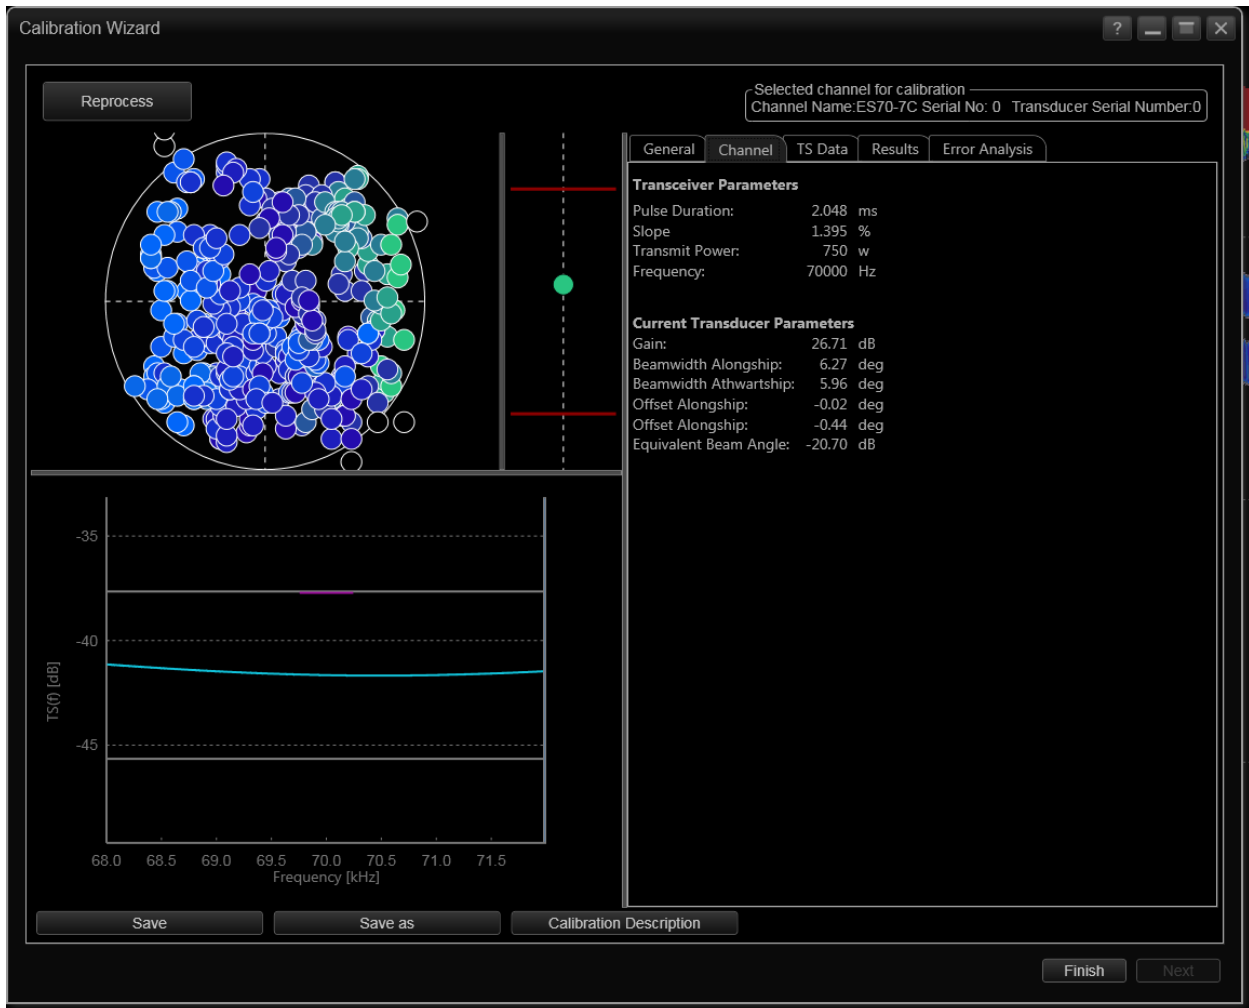 Calibration Wizard
?
Reprocess
Selected channel for calibration
Channel Name:ES70-7C Serial No: 0 Transducer Serial Number:0
General Channel TS Data Results Error Analysis
Transceiver Parameters
Pulse Duration: 2.048 ms
Slope 1.395 %
Transmit Power: 750 w
Frequency: 70000 Hz
Current Transducer Parameters
Gain: 26.71 dB
Beamwidth Alongship: 6.27 deg
Beamwidth Athwartship: 5.96 deg
Offset Alongship: -0.02 deg
Offset Alongship: -0.44 deg
Equivalent Beam Angle: -20.70 dB
-35
-40
-45
TS(f) [dB]
68.0 68.5 69.0 69.5 70.0 70.5 71.0 71.5
Frequency [kHz]
Save Save as Calibration Description
Finish Next